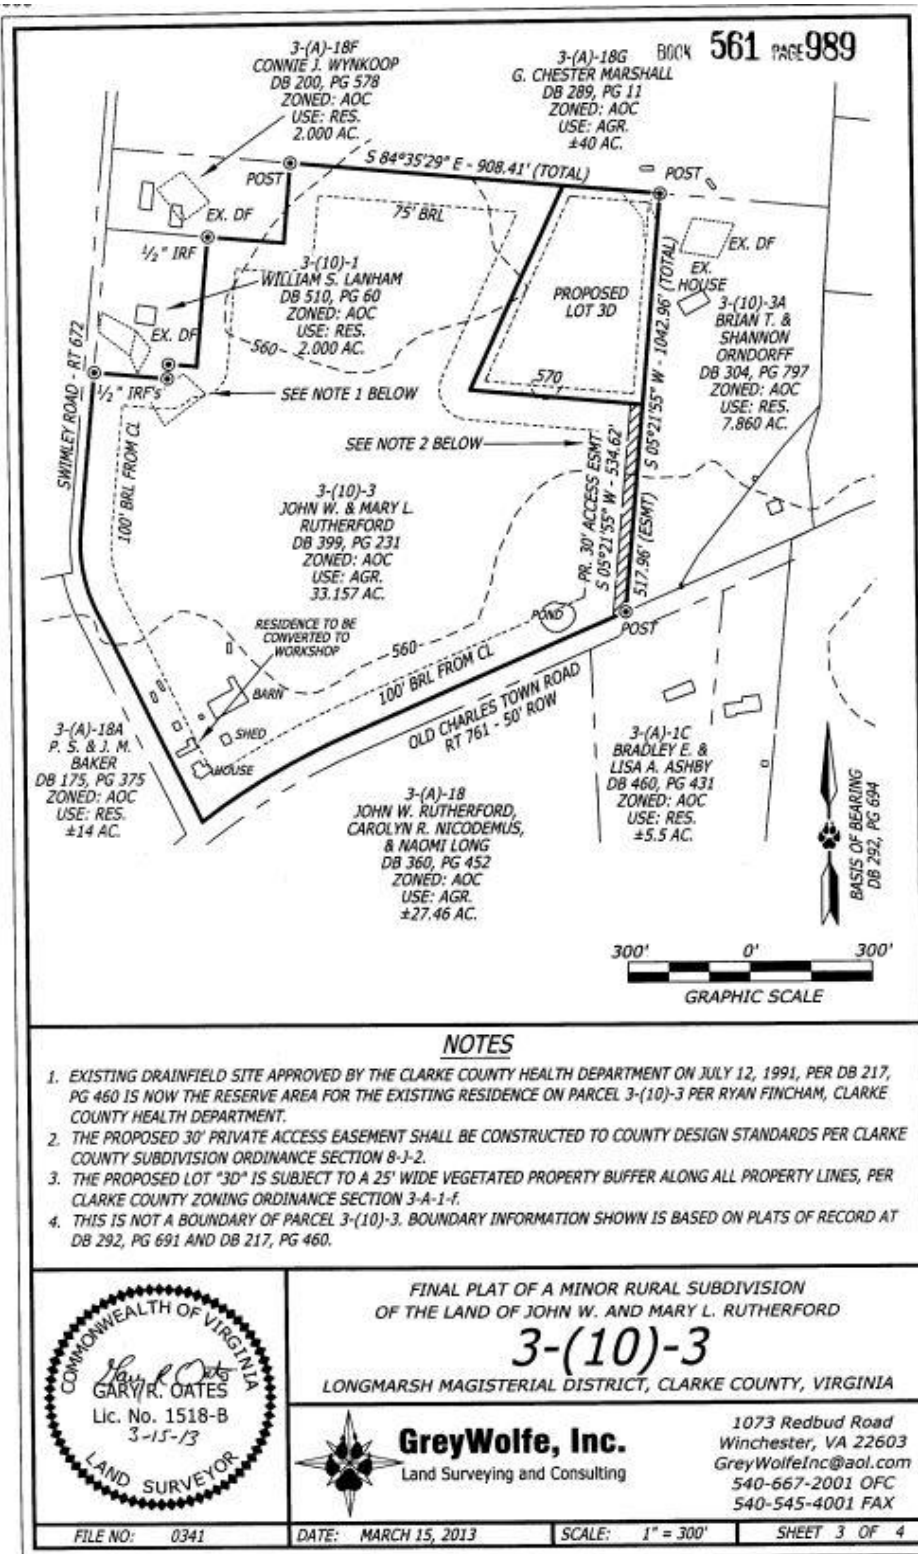 BOOK 561 PAGE 989
3-(A)-18F
CONNIE J. WYNKOOP
DB 200, PG 578
ZONED: AOC
USE: RES.
2.000 AC.
3-(A)-18G
G. CHESTER MARSHALL
DB 289, PG 11
ZONED: AOC
USE: AGR.
±40 AC.
S 84°35'29" E - 908.41' (TOTAL)
POST
POST
EX. DF
75' BRL
½" IRF
EX. DF
EX.
HOUSE
3-(10)-1
WILLIAM S. LANHAM
DB 510, PG 60
ZONED: AOC
USE: RES.
2.000 AC.
PROPOSED
LOT 3D
S 05°21'55" W - 1042.96' (TOTAL)
3-(10)-3A
BRIAN T. &
SHANNON
ORNDORFF
DB 304, PG 797
ZONED: AOC
USE: RES.
7.860 AC.
EX. DF
560
570
½" IRF's
SEE NOTE 1 BELOW
SWIMLEY ROAD - RT 672
SEE NOTE 2 BELOW
100' BRL FROM CL
3-(10)-3
JOHN W. & MARY L.
RUTHERFORD
DB 399, PG 231
ZONED: AOC
USE: AGR.
33.157 AC.
PR. 30' ACCESS ESMT
S 05°21'55" W - 534.62'
517.96' (ESMT)
POND
POST
RESIDENCE TO BE
CONVERTED TO
WORKSHOP
560
100' BRL FROM CL
BARN
SHED
HOUSE
OLD CHARLES TOWN ROAD
RT 761 - 50' ROW
3-(A)-18A
P. S. & J. M.
BAKER
DB 175, PG 375
ZONED: AOC
USE: RES.
±14 AC.
3-(A)-18
JOHN W. RUTHERFORD,
CAROLYN R. NICODEMUS,
& NAOMI LONG
DB 360, PG 452
ZONED: AOC
USE: AGR.
±27.46 AC.
3-(A)-1C
BRADLEY E. &
LISA A. ASHBY
DB 460, PG 431
ZONED: AOC
USE: RES.
±5.5 AC.
BASIS OF BEARING
DB 292, PG 694
300' 0' 300'
GRAPHIC SCALE
NOTES
1. EXISTING DRAINFIELD SITE APPROVED BY THE CLARKE COUNTY HEALTH DEPARTMENT ON JULY 12, 1991, PER DB 217,
PG 460 IS NOW THE RESERVE AREA FOR THE EXISTING RESIDENCE ON PARCEL 3-(10)-3 PER RYAN FINCHAM, CLARKE
COUNTY HEALTH DEPARTMENT.
2. THE PROPOSED 30' PRIVATE ACCESS EASEMENT SHALL BE CONSTRUCTED TO COUNTY DESIGN STANDARDS PER CLARKE
COUNTY SUBDIVISION ORDINANCE SECTION 8-J-2.
3. THE PROPOSED LOT "3D" IS SUBJECT TO A 25' WIDE VEGETATED PROPERTY BUFFER ALONG ALL PROPERTY LINES, PER
CLARKE COUNTY ZONING ORDINANCE SECTION 3-A-1-f.
4. THIS IS NOT A BOUNDARY OF PARCEL 3-(10)-3. BOUNDARY INFORMATION SHOWN IS BASED ON PLATS OF RECORD AT
DB 292, PG 691 AND DB 217, PG 460.
COMMONWEALTH OF VIRGINIA
Gary R Oates
GARY R. OATES
Lic. No. 1518-B
3-15-13
LAND SURVEYOR
FINAL PLAT OF A MINOR RURAL SUBDIVISION
OF THE LAND OF JOHN W. AND MARY L. RUTHERFORD
3-(10)-3
LONGMARSH MAGISTERIAL DISTRICT, CLARKE COUNTY, VIRGINIA
GreyWolfe, Inc.
Land Surveying and Consulting
1073 Redbud Road
Winchester, VA 22603
GreyWolfeInc@aol.com
540-667-2001 OFC
540-545-4001 FAX
FILE NO: 0341
DATE: MARCH 15, 2013
SCALE: 1" = 300'
SHEET 3 OF 4